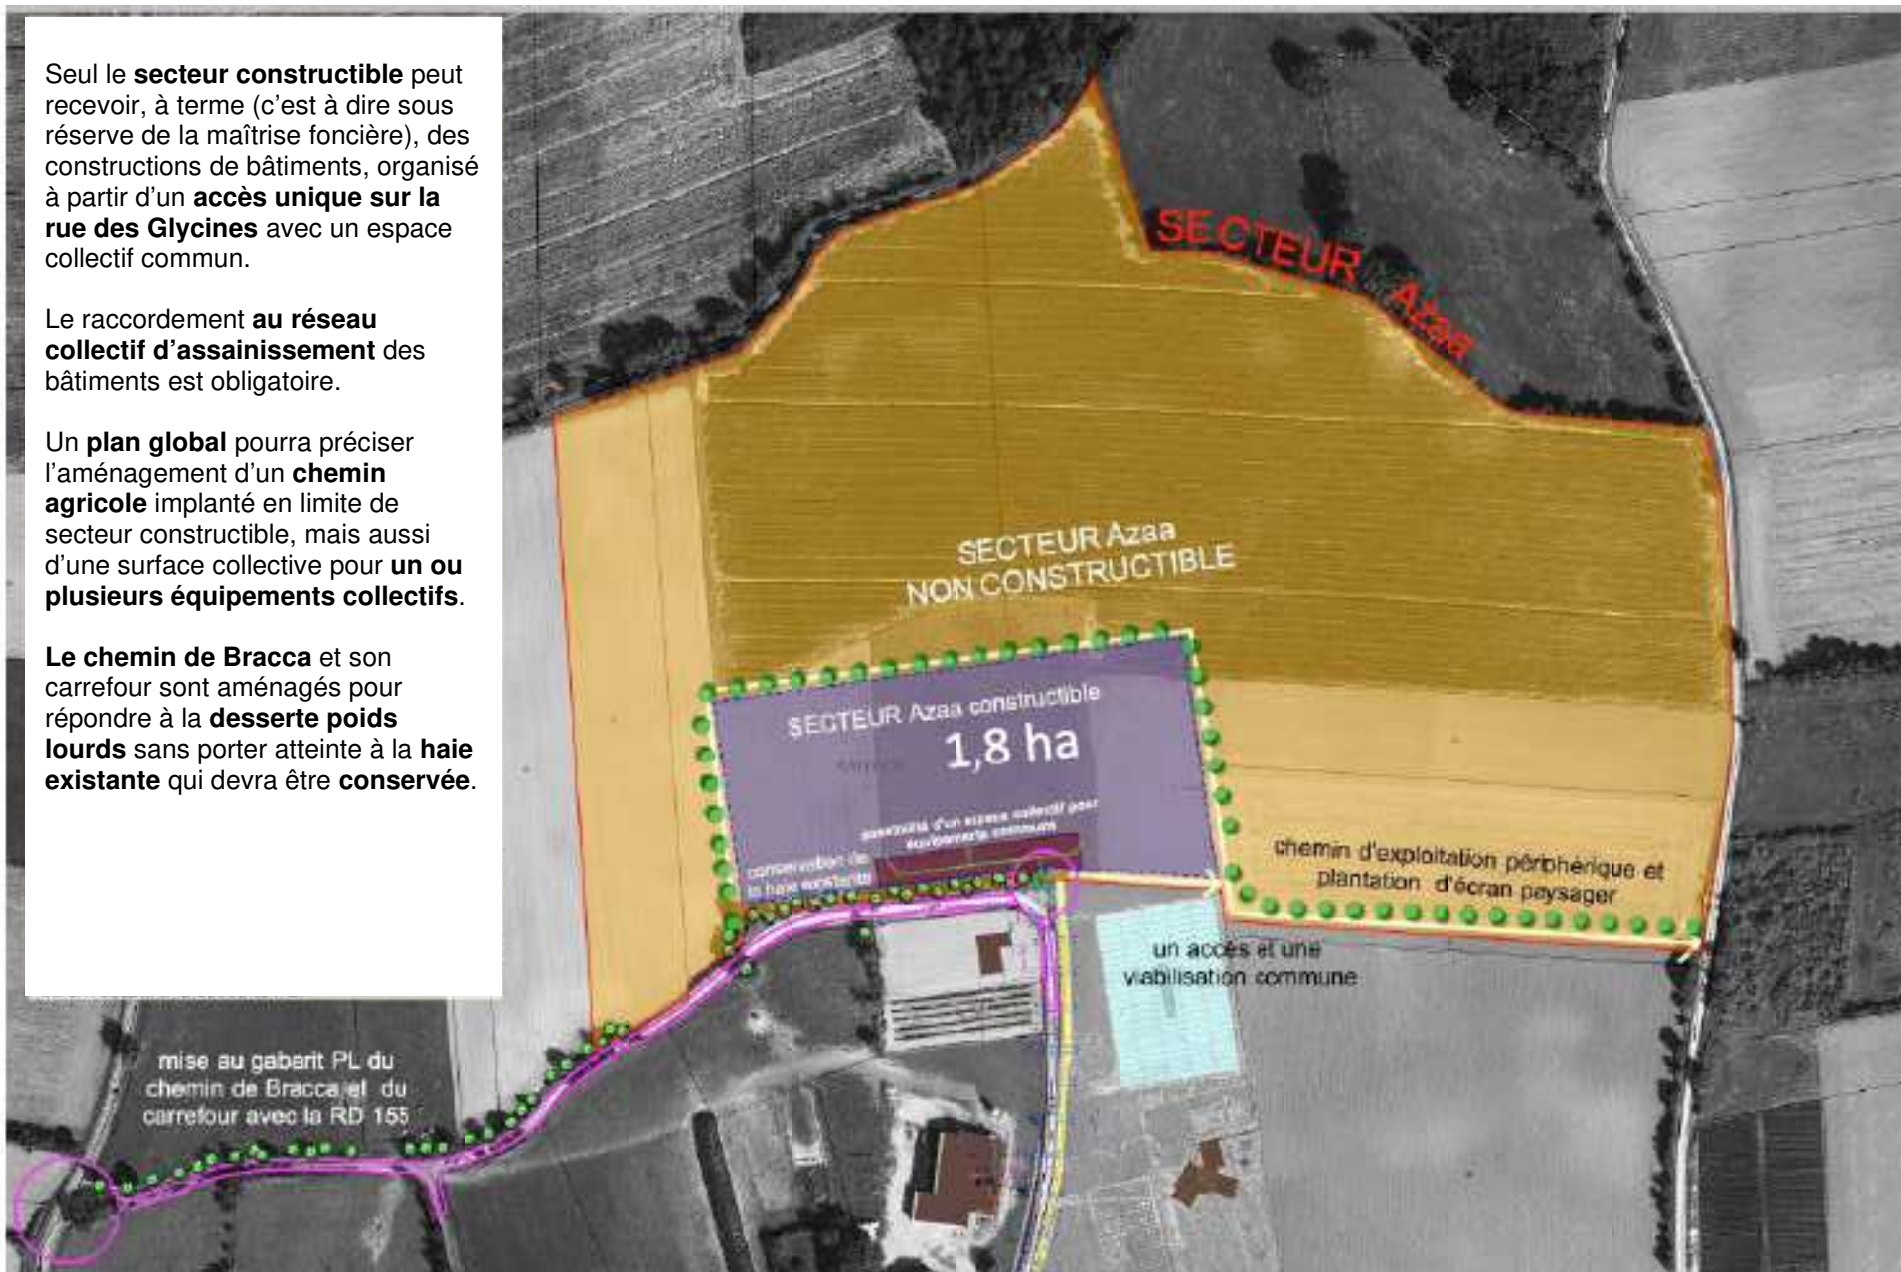 Seul le secteur constructible peut
recevoir, à terme (c'est à dire sous
réserve de la maîtrise foncière), des
constructions de bâtiments, organisé
à partir d'un accès unique sur la
rue des Glycines avec un espace
collectif commun.
Le raccordement au réseau
collectif d'assainissement des
bâtiments est obligatoire.
Un plan global pourra préciser
l'aménagement d'un chemin
agricole implanté en limite de
secteur constructible, mais aussi
d'une surface collective pour un ou
plusieurs équipements collectifs.
Le chemin de Bracca et son
carrefour sont aménagés pour
répondre à la desserte poids
lourds sans porter atteinte à la haie
existante qui devra être conservée.
SECTEUR Azaa
SECTEUR Azaa
NON CONSTRUCTIBLE
SECTEUR Azaa constructible
1,8 ha
possibilité d'un espace collectif pour
équipements communs
conservation de
la haie existante
chemin d'exploitation périphérique et
plantation d'écran paysager
un accès et une
viabilisation commune
mise au gabarit PL du
chemin de Bracca et du
carrefour avec la RD 155